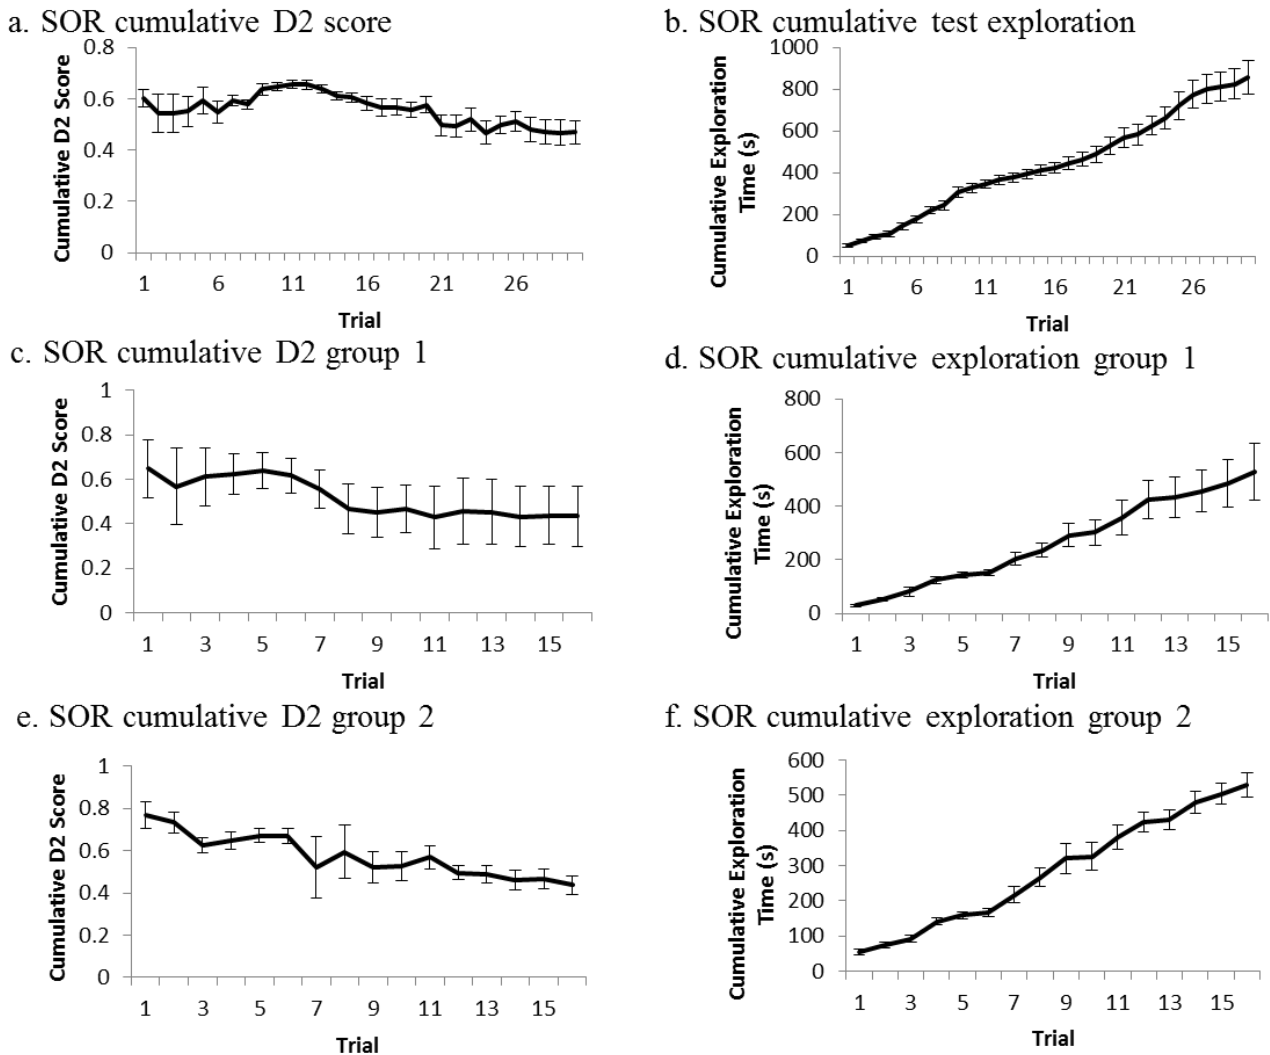 a. SOR cumulative D2 score
Cumulative D2 Score
0.8
0.6
0.4
0.2
0
1 6 11 16 21 26
Trial
b. SOR cumulative test exploration
Cumulative Exploration
Time (s)
1000
800
600
400
200
0
1 6 11 16 21 26
Trial
c. SOR cumulative D2 group 1
Cumulative D2 Score
1
0.8
0.6
0.4
0.2
0
1 3 5 7 9 11 13 15
Trial
d. SOR cumulative exploration group 1
Cumulative Exploration
Time (s)
800
600
400
200
0
1 3 5 7 9 11 13 15
Trial
e. SOR cumulative D2 group 2
Cumulative D2 Score
1
0.8
0.6
0.4
0.2
0
1 3 5 7 9 11 13 15
Trial
f. SOR cumulative exploration group 2
Cumulative Exploration
Time (s)
600
500
400
300
200
100
0
1 3 5 7 9 11 13 15
Trial